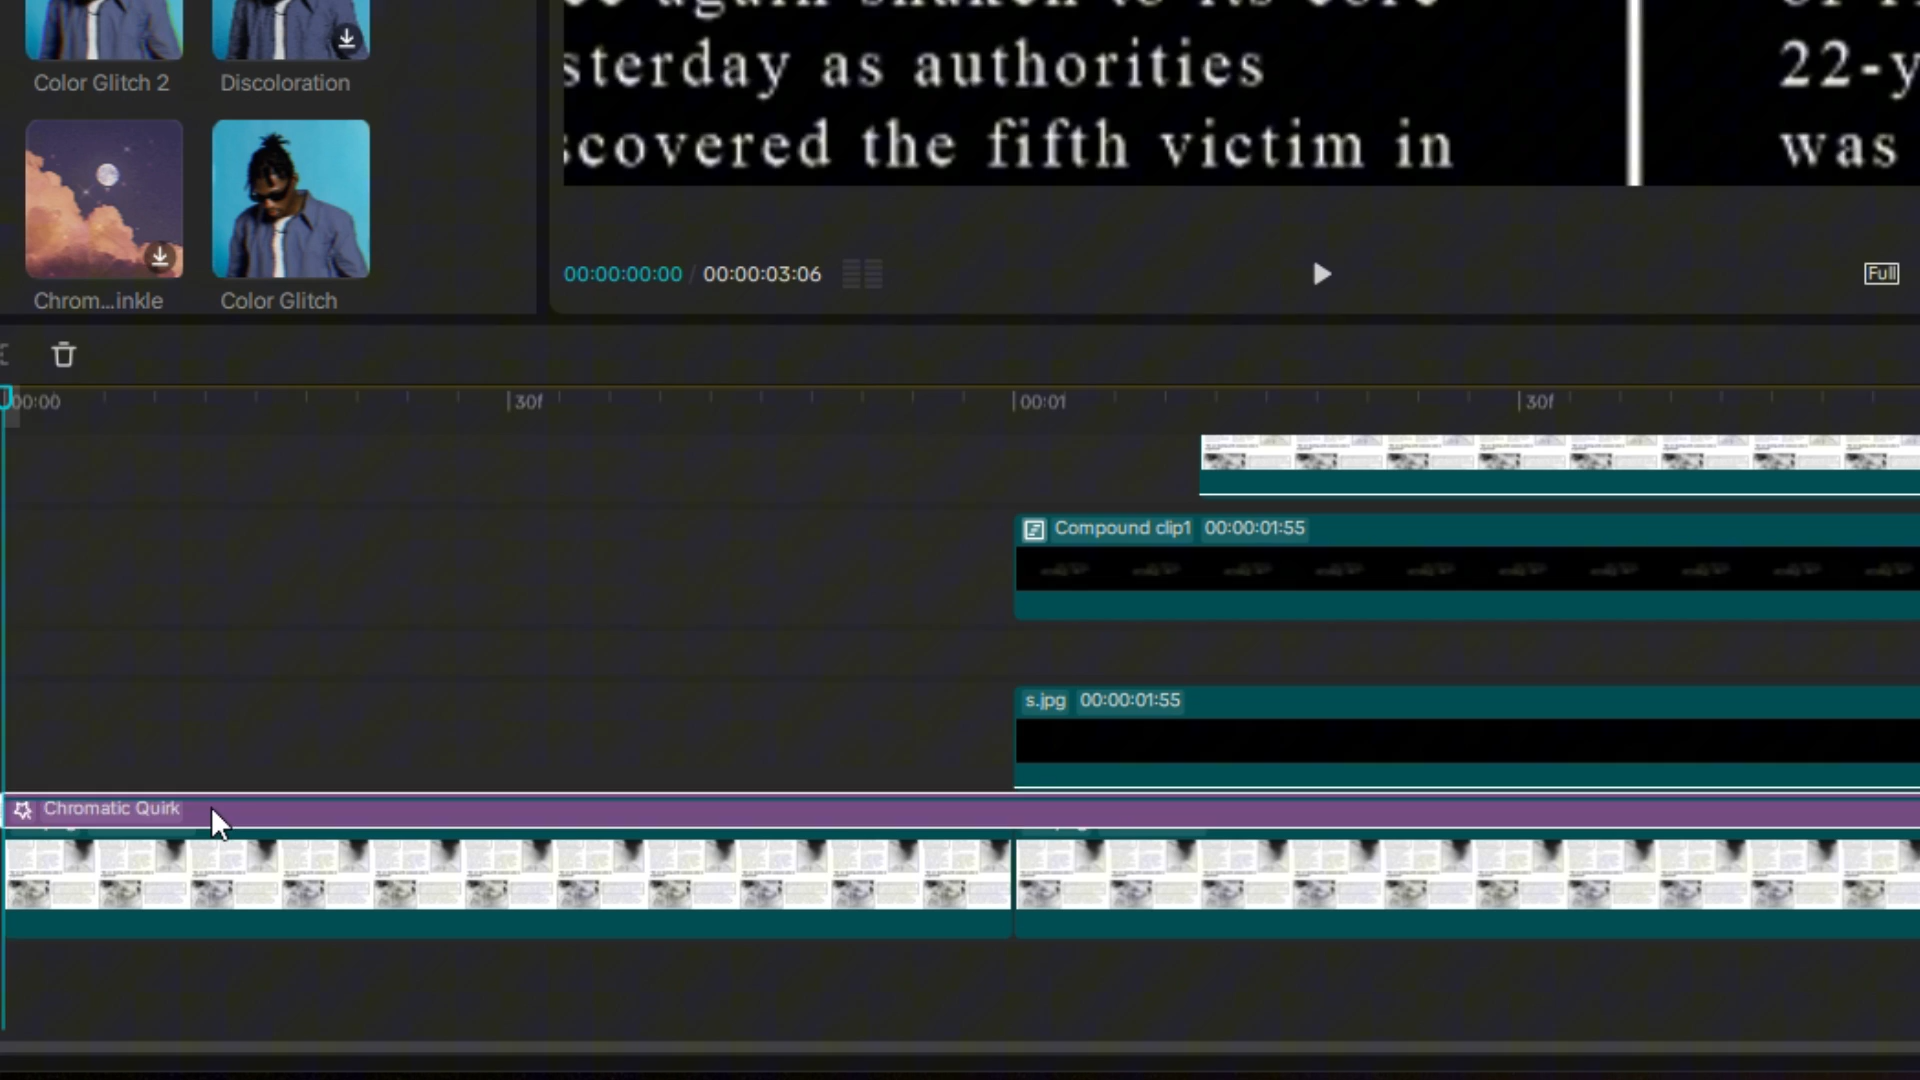 sterday as authorities
scovered the fifth victim in
22-y
was
Color Glitch 2
Discoloration
Chrom...inkle
Color Glitch
00:00:00:00 / 00:00:03:06
Full
00:00
30f
00:01
30f
Compound clip1 00:00:01:55
s.jpg 00:00:01:55
Chromatic Quirk